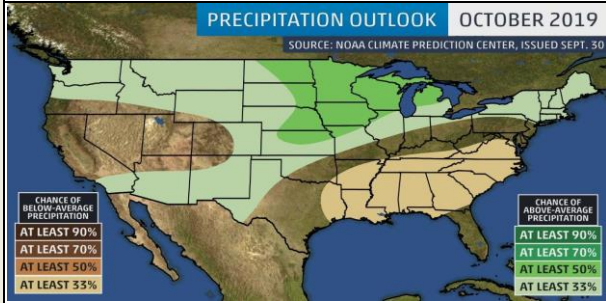 PRECIPITATION OUTLOOK OCTOBER 2019
SOURCE: NOAA CLIMATE PREDICTION CENTER, ISSUED SEPT. 30
CHANCE OF
BELOW-AVERAGE
PRECIPITATION
AT LEAST 90%
AT LEAST 70%
AT LEAST 50%
AT LEAST 33%
CHANCE OF
ABOVE-AVERAGE
PRECIPITATION
AT LEAST 90%
AT LEAST 70%
AT LEAST 50%
AT LEAST 33%